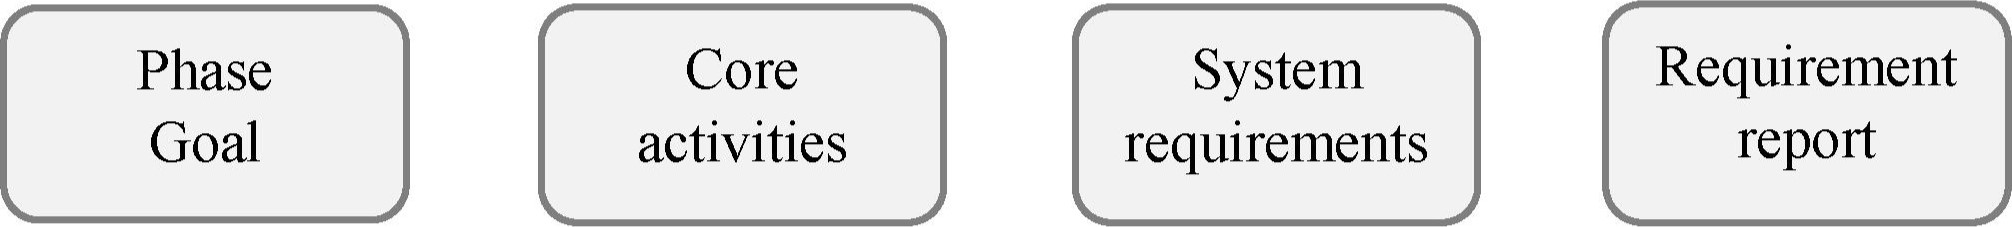 Phase
Goal
Core
activities
System
requirements
Requirement
report